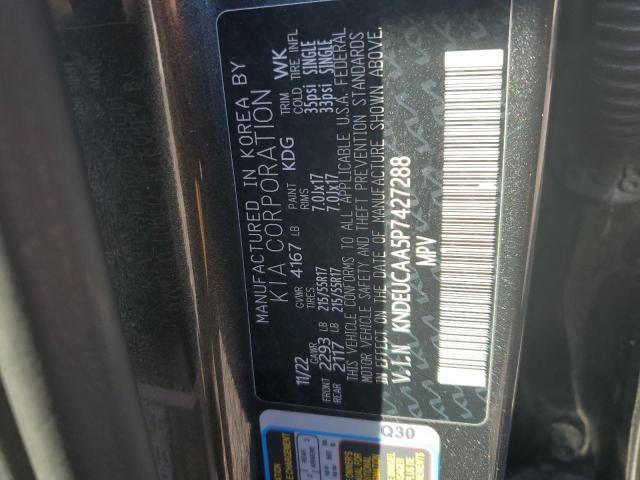 MANUFACTURED IN KOREA BY
KIA CORPORATION
11/22 GVWR 4167 LB PAINT KDG TRIM WK
GAWR TIRES RIMS COLD TIRE INFL
FRONT 2293 LB 215/55R17 7.0Jx17 35psi SINGLE
REAR 2117 LB 215/55R17 7.0Jx17 33psi SINGLE
THIS VEHICLE CONFORMS TO ALL APPLICABLE U.S.A. FEDERAL
MOTOR VEHICLE SAFETY AND THEFT PREVENTION STANDARDS
IN EFFECT ON THE DATE OF MANUFACTURE SHOWN ABOVE.
V.I.N KNDEUCAA5P7427288
MPV
Q30
REAR